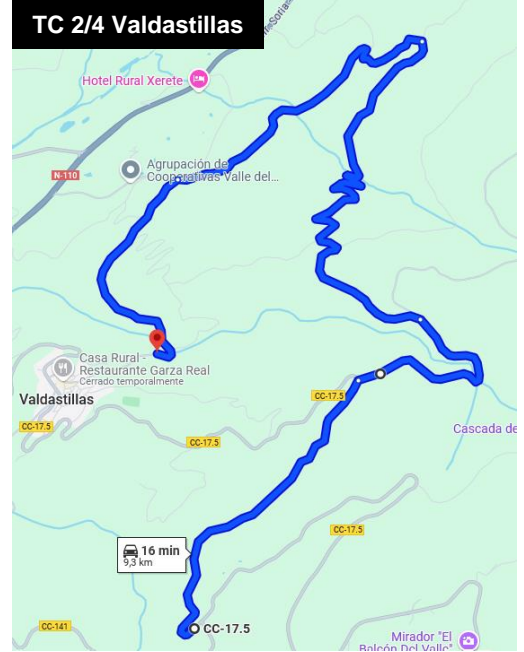 TC 2/4 Valdastillas
Hotel Rural Xerete
N-110
Agrupación de
Cooperativas Valle del...
Casa Rural -
Restaurante Garza Real
Cerrado temporalmente
Valdastillas
CC-17.5
CC-17.5
CC-17.5
Cascada de
CC-17.5
16 min
9,3 km
CC-17.5
CC-141
Mirador "El
Balcón Del Valle"